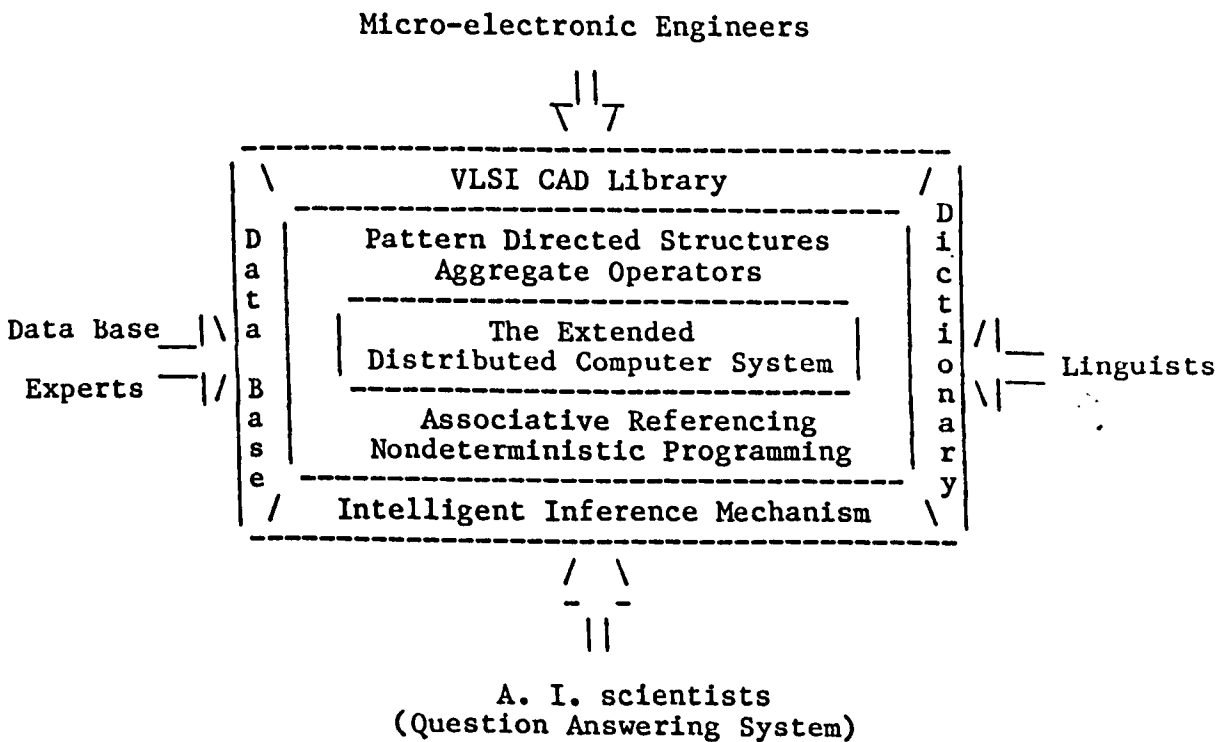 Micro-electronic Engineers
VLSI CAD Library
Data Base
Dictionary
Pattern Directed Structures
Aggregate Operators
The Extended
Distributed Computer System
Data Base
Experts
Linguists
Associative Referencing
Nondeterministic Programming
Intelligent Inference Mechanism
A. I. scientists
(Question Answering System)